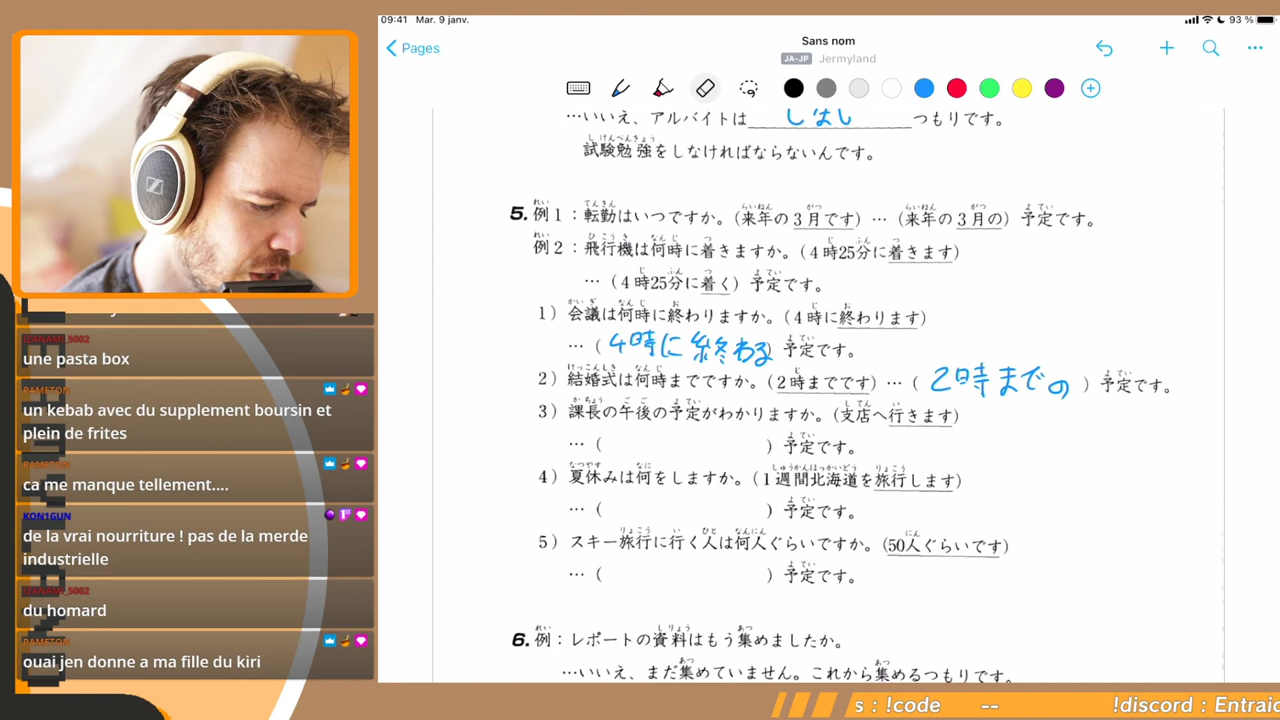 09:41 Mar. 9 janv.
93 %
Pages
Sans nom
JA-JP Jermyland
…いいえ、アルバイトは しない つもりです。
試験勉強をしなければならないんです。
5. 例1：転勤はいつですか。（来年の3月です） …（来年の3月の）予定です。
例2：飛行機は何時に着きますか。（4時25分に着きます）
…（4時25分に着く）予定です。
1）会議は何時に終わりますか。（4時に終わります）
…（4時に終わる）予定です。
2）結婚式は何時までですか。（2時までです）…（2時までの）予定です。
3）課長の午後の予定がわかりますか。（支店へ行きます）
…（ ）予定です。
4）夏休みは何をしますか。（1週間北海道を旅行します）
…（ ）予定です。
5）スキー旅行に行く人は何人ぐらいですか。（50人ぐらいです）
…（ ）予定です。
6. 例：レポートの資料はもう集めましたか。
…いいえ、まだ集めていません。これから集めるつもりです。
une pasta box
PAMETON
un kebab avec du supplement boursin et
plein de frites
PAMETON
ca me manque tellement....
KON1GUN
de la vrai nourriture ! pas de la merde
industrielle
du homard
PAMETON
ouai jen donne a ma fille du kiri
s : !code -- !discord : Entraid